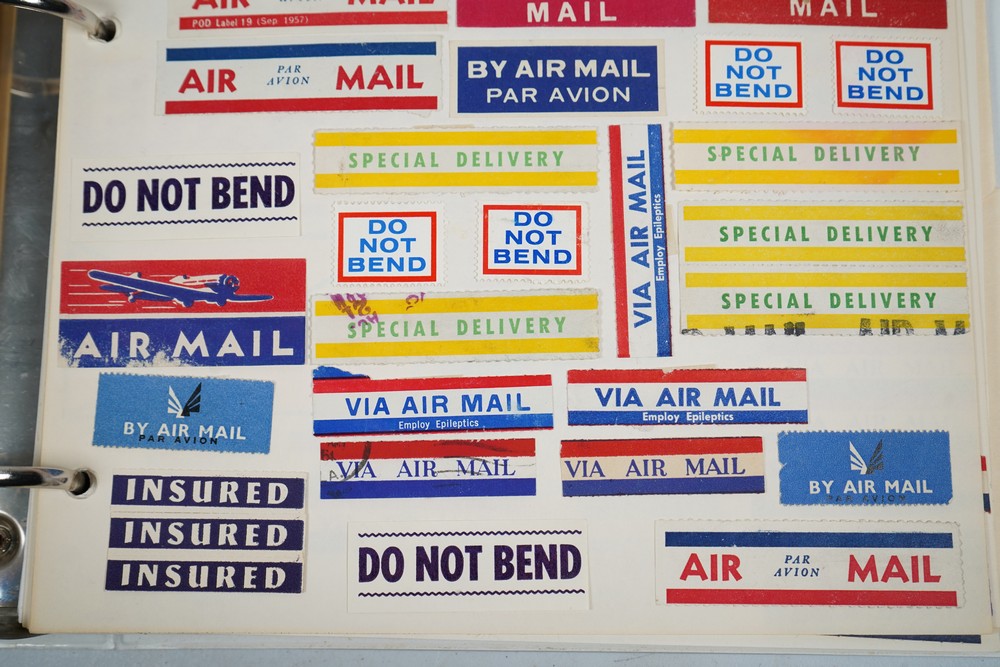 AIR MAIL
POD Label 19 (Sep. 1957)
MAIL
MAIL
AIR PAR AVION MAIL
BY AIR MAIL
PAR AVION
DO
NOT
BEND
DO
NOT
BEND
SPECIAL DELIVERY
SPECIAL DELIVERY
DO NOT BEND
VIA AIR MAIL
Employ Epileptics
DO
NOT
BEND
DO
NOT
BEND
SPECIAL DELIVERY
SPECIAL DELIVERY
AIR MAIL
SPECIAL DELIVERY
VIA AIR MAIL
Employ Epileptics
VIA AIR MAIL
Employ Epileptics
BY AIR MAIL
PAR AVION
VIA AIR MAIL
VIA AIR MAIL
BY AIR MAIL
PAR AVION
INSURED
INSURED
INSURED
DO NOT BEND
AIR PAR AVION MAIL